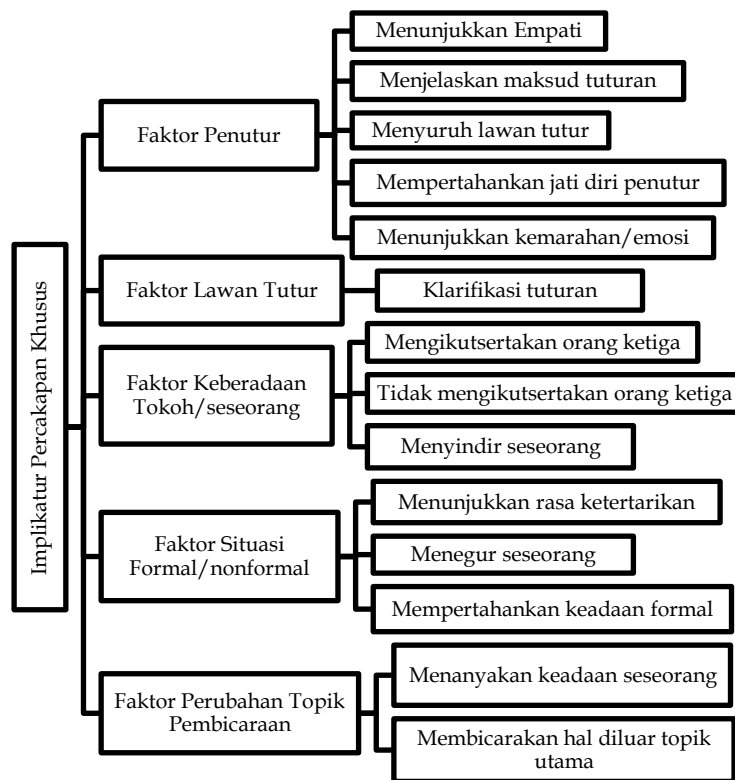 Implikatur Percakapan Khusus
Faktor Penutur
Menunjukkan Empati
Menjelaskan maksud tuturan
Menyuruh lawan tutur
Mempertahankan jati diri penutur
Menunjukkan kemarahan/emosi
Faktor Lawan Tutur
Klarifikasi tuturan
Faktor Keberadaan
Tokoh/seseorang
Mengikutsertakan orang ketiga
Tidak mengikutsertakan orang ketiga
Menyindir seseorang
Faktor Situasi
Formal/nonformal
Menunjukkan rasa ketertarikan
Menegur seseorang
Mempertahankan keadaan formal
Faktor Perubahan Topik
Pembicaraan
Menanyakan keadaan seseorang
Membicarakan hal diluar topik
utama